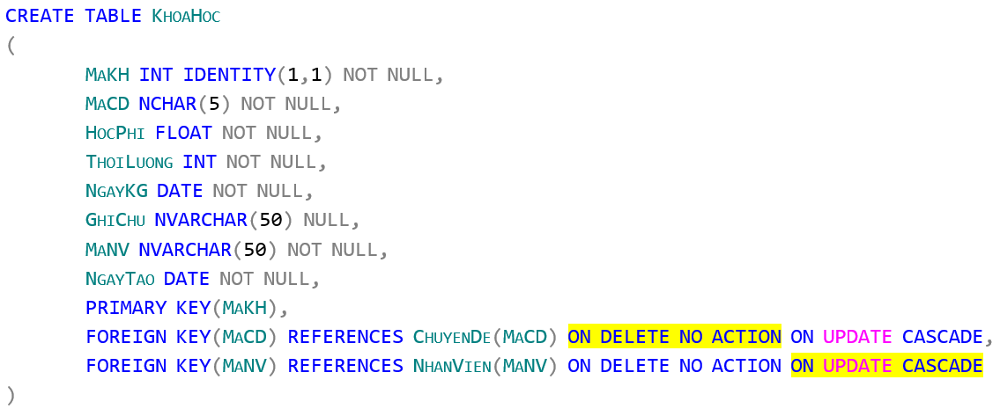 CREATE TABLE KhoaHoc
(
MaKH INT IDENTITY(1,1) NOT NULL,
MaCD NCHAR(5) NOT NULL,
HocPhi FLOAT NOT NULL,
ThoiLuong INT NOT NULL,
NgayKG DATE NOT NULL,
GhiChu NVARCHAR(50) NULL,
MaNV NVARCHAR(50) NOT NULL,
NgayTao DATE NOT NULL,
PRIMARY KEY(MaKH),
FOREIGN KEY(MaCD) REFERENCES ChuyenDe(MaCD) ON DELETE NO ACTION ON UPDATE CASCADE,
FOREIGN KEY(MaNV) REFERENCES NhanVien(MaNV) ON DELETE NO ACTION ON UPDATE CASCADE
)